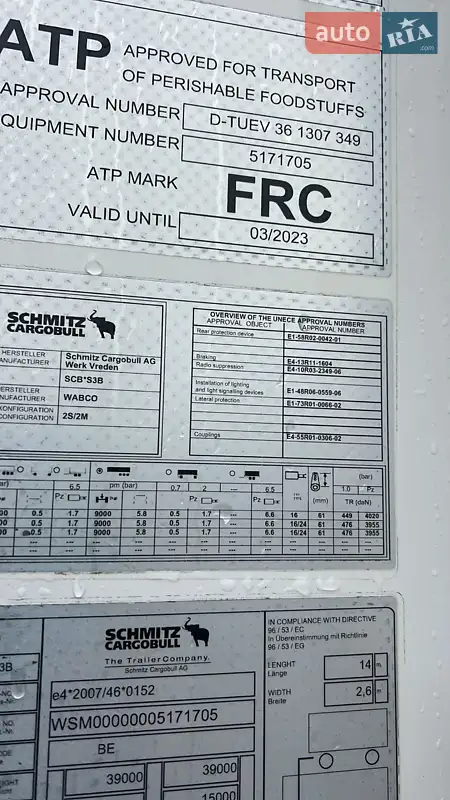 auto RIA .com
ATP APPROVED FOR TRANSPORT
OF PERISHABLE FOODSTUFFS
APPROVAL NUMBER D-TUEV 36 1307 349
QUIPMENT NUMBER 5171705
ATP MARK FRC
VALID UNTIL 03/2023
SCHMITZ
CARGOBULL
HERSTELLER
MANUFACTURER
Schmitz Cargobull AG
Werk Vreden
SCB*S3B
HERSTELLER
MANUFACTURER
WABCO
KONFIGURATION
CONFIGURATION
2S/2M
OVERVIEW OF THE UNECE APPROVAL NUMBERS
APPROVAL OBJECT APPROVAL NUMBER
Rear protection device E1-58R02-0042-01
Braking E4-13R11-1604
Radio suppression E4-10R03-2349-06
Installation of lighting
and light signalling devices E1-48R06-0559-06
Lateral protection E1-73R01-0066-02
Couplings E4-55R01-0306-02
(bar)
6.5 pm (bar) 0.7 2 --- 6.5 (mm) 1.0 Pz
Pz Pz Pz TR (daN)
00 0.5 1.7 9000 5.8 0.5 1.7 --- 6.6 16 61 449 4020
00 0.5 1.7 9000 5.8 0.5 1.7 --- 6.6 16/24 61 476 3955
00 0.5 1.7 9000 5.8 0.5 1.7 --- 6.6 16/24 61 476 3955
SCHMITZ
CARGOBULL
The Trailer Company.
Schmitz Cargobull AG
3B
e4*2007/46*0152
WSM00000005171705
BE
39000 39000
15000
IN COMPLIANCE WITH DIRECTIVE
96 / 53 / EC
In Übereinstimmung mit Richtlinie
96 / 53 / EG
LENGHT
Länge
14 m
WIDTH
Breite
2,6 m